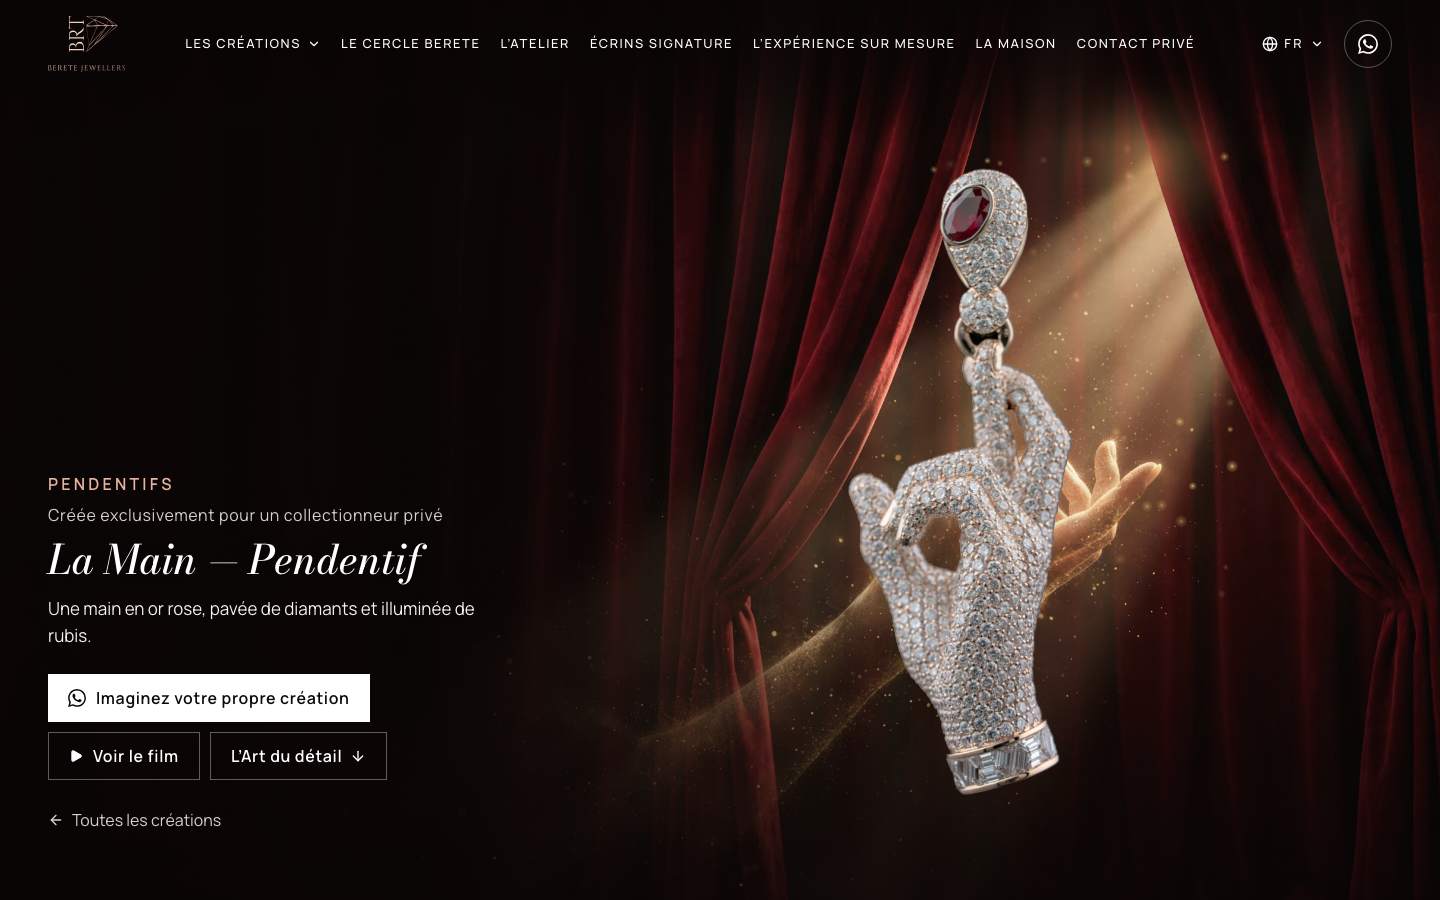 BRT
BERETE JEWELLERS
LES CRÉATIONS
LE CERCLE BERETE
L’ATELIER
ÉCRINS SIGNATURE
L’EXPÉRIENCE SUR MESURE
LA MAISON
CONTACT PRIVÉ
FR
PENDENTIFS
Créée exclusivement pour un collectionneur privé
La Main — Pendentif
Une main en or rose, pavée de diamants et illuminée de
rubis.
Imaginez votre propre création
Voir le film
L’Art du détail ↓
← Toutes les créations